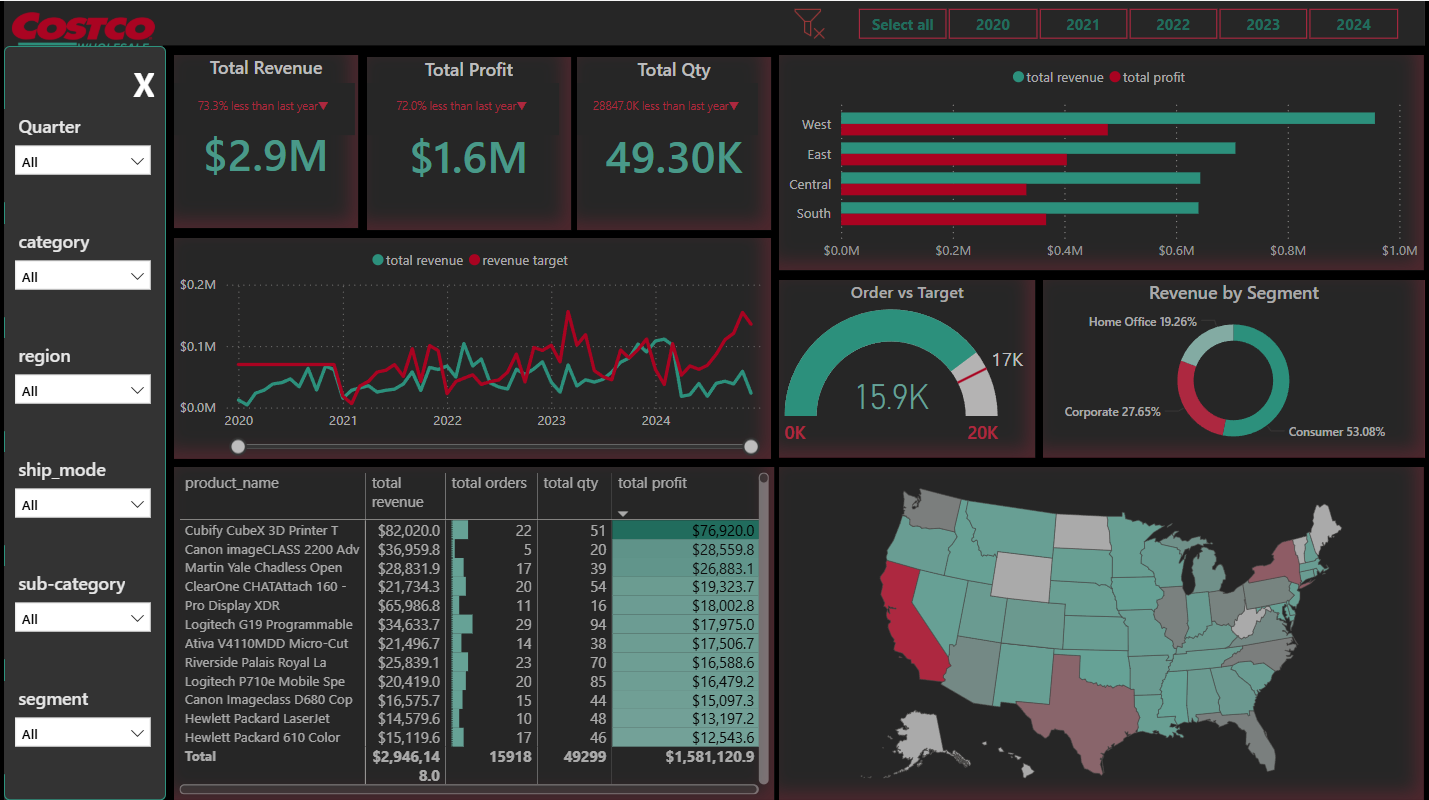 COSTCO
WHOLESALE
Select all
2020
2021
2022
2023
2024
X
Quarter
All
category
All
region
All
ship_mode
All
sub-category
All
segment
All
Total Revenue
73.3% less than last year▼
$2.9M
Total Profit
72.0% less than last year▼
$1.6M
Total Qty
28847.0K less than last year▼
49.30K
total revenue total profit
West
East
Central
South
$0.0M $0.2M $0.4M $0.6M $0.8M $1.0M
total revenue revenue target
$0.2M
$0.1M
$0.0M
2020 2021 2022 2023 2024
Order vs Target
17K
15.9K
0K
20K
Revenue by Segment
Home Office 19.26%
Corporate 27.65%
Consumer 53.08%
product_name total revenue total orders total qty total profit
Cubify CubeX 3D Printer T $82,020.0 22 51 $76,920.0
Canon imageCLASS 2200 Adv $36,959.8 5 20 $28,559.8
Martin Yale Chadless Open $28,831.9 17 39 $26,883.1
ClearOne CHATAttach 160 - $21,734.3 20 54 $19,323.7
Pro Display XDR $65,986.8 11 16 $18,002.8
Logitech G19 Programmable $34,633.7 29 94 $17,975.0
Ativa V4110MDD Micro-Cut $21,496.7 14 38 $17,506.7
Riverside Palais Royal La $25,839.1 23 70 $16,588.6
Logitech P710e Mobile Spe $20,419.0 20 85 $16,479.2
Canon Imageclass D680 Cop $16,575.7 15 44 $15,097.3
Hewlett Packard LaserJet $14,579.6 10 48 $13,197.2
Hewlett Packard 610 Color $15,119.6 17 46 $12,543.6
Total $2,946,148.0 15918 49299 $1,581,120.9